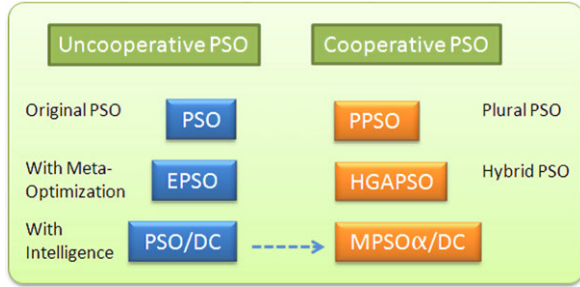 Uncooperative PSO
Cooperative PSO
Original PSO
PSO
PPSO
Plural PSO
With Meta-
Optimization
EPSO
HGAPSO
Hybrid PSO
With
Intelligence
PSO/DC
MPSOα/DC